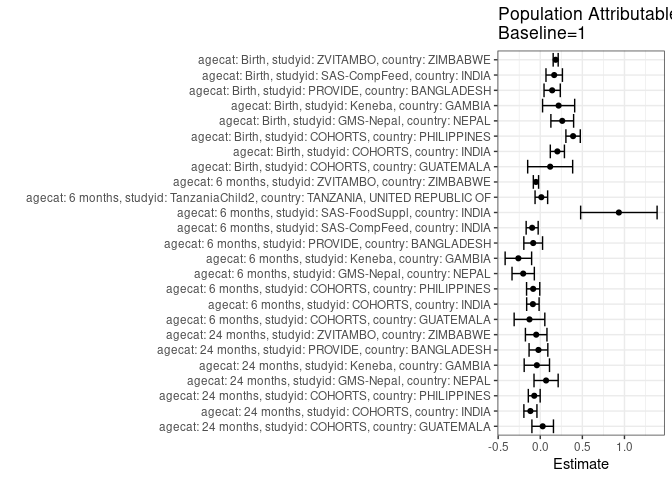 Population Attributable
Baseline=1
agecat: Birth, studyid: ZVITAMBO, country: ZIMBABWE
agecat: Birth, studyid: SAS-CompFeed, country: INDIA
agecat: Birth, studyid: PROVIDE, country: BANGLADESH
agecat: Birth, studyid: Keneba, country: GAMBIA
agecat: Birth, studyid: GMS-Nepal, country: NEPAL
agecat: Birth, studyid: COHORTS, country: PHILIPPINES
agecat: Birth, studyid: COHORTS, country: INDIA
agecat: Birth, studyid: COHORTS, country: GUATEMALA
agecat: 6 months, studyid: ZVITAMBO, country: ZIMBABWE
agecat: 6 months, studyid: TanzaniaChild2, country: TANZANIA, UNITED REPUBLIC OF
agecat: 6 months, studyid: SAS-FoodSuppl, country: INDIA
agecat: 6 months, studyid: SAS-CompFeed, country: INDIA
agecat: 6 months, studyid: PROVIDE, country: BANGLADESH
agecat: 6 months, studyid: Keneba, country: GAMBIA
agecat: 6 months, studyid: GMS-Nepal, country: NEPAL
agecat: 6 months, studyid: COHORTS, country: PHILIPPINES
agecat: 6 months, studyid: COHORTS, country: INDIA
agecat: 6 months, studyid: COHORTS, country: GUATEMALA
agecat: 24 months, studyid: ZVITAMBO, country: ZIMBABWE
agecat: 24 months, studyid: PROVIDE, country: BANGLADESH
agecat: 24 months, studyid: Keneba, country: GAMBIA
agecat: 24 months, studyid: GMS-Nepal, country: NEPAL
agecat: 24 months, studyid: COHORTS, country: PHILIPPINES
agecat: 24 months, studyid: COHORTS, country: INDIA
agecat: 24 months, studyid: COHORTS, country: GUATEMALA
-0.5 0.0 0.5 1.0
Estimate